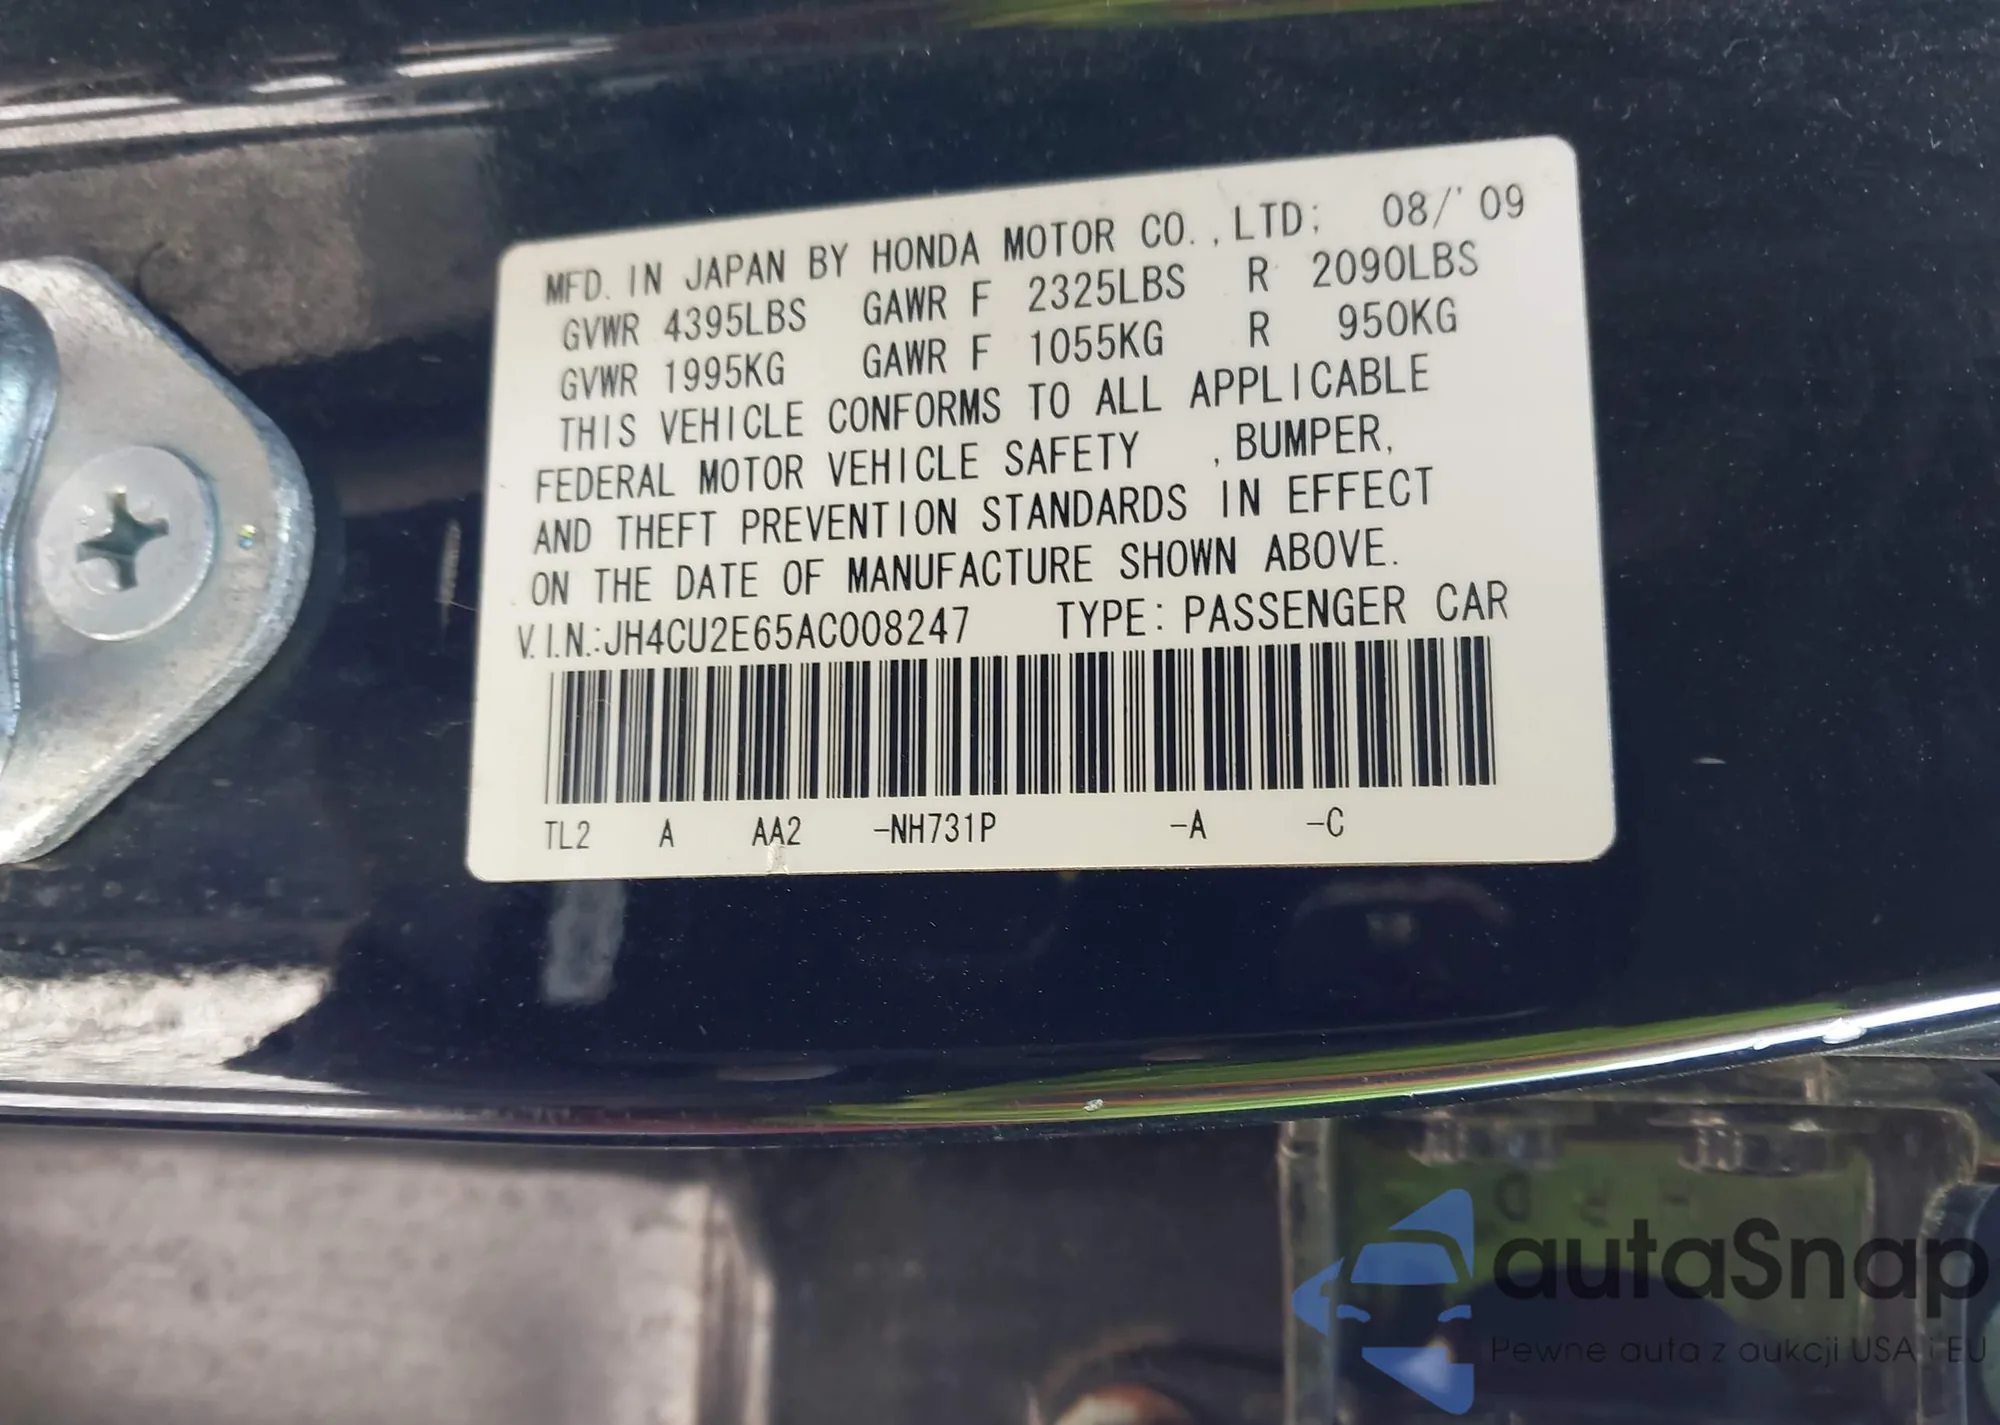 MFD. IN JAPAN BY HONDA MOTOR CO.,LTD; 08/'09
GVWR 4395LBS GAWR F 2325LBS R 2090LBS
GVWR 1995KG GAWR F 1055KG R 950KG
THIS VEHICLE CONFORMS TO ALL APPLICABLE
FEDERAL MOTOR VEHICLE SAFETY , BUMPER,
AND THEFT PREVENTION STANDARDS IN EFFECT
ON THE DATE OF MANUFACTURE SHOWN ABOVE.
V.I.N.:JH4CU2E65AC008247 TYPE: PASSENGER CAR
TL2 A AA2 -NH731P -A -C
autaSnap
Pewne auta z aukcji USA i EU